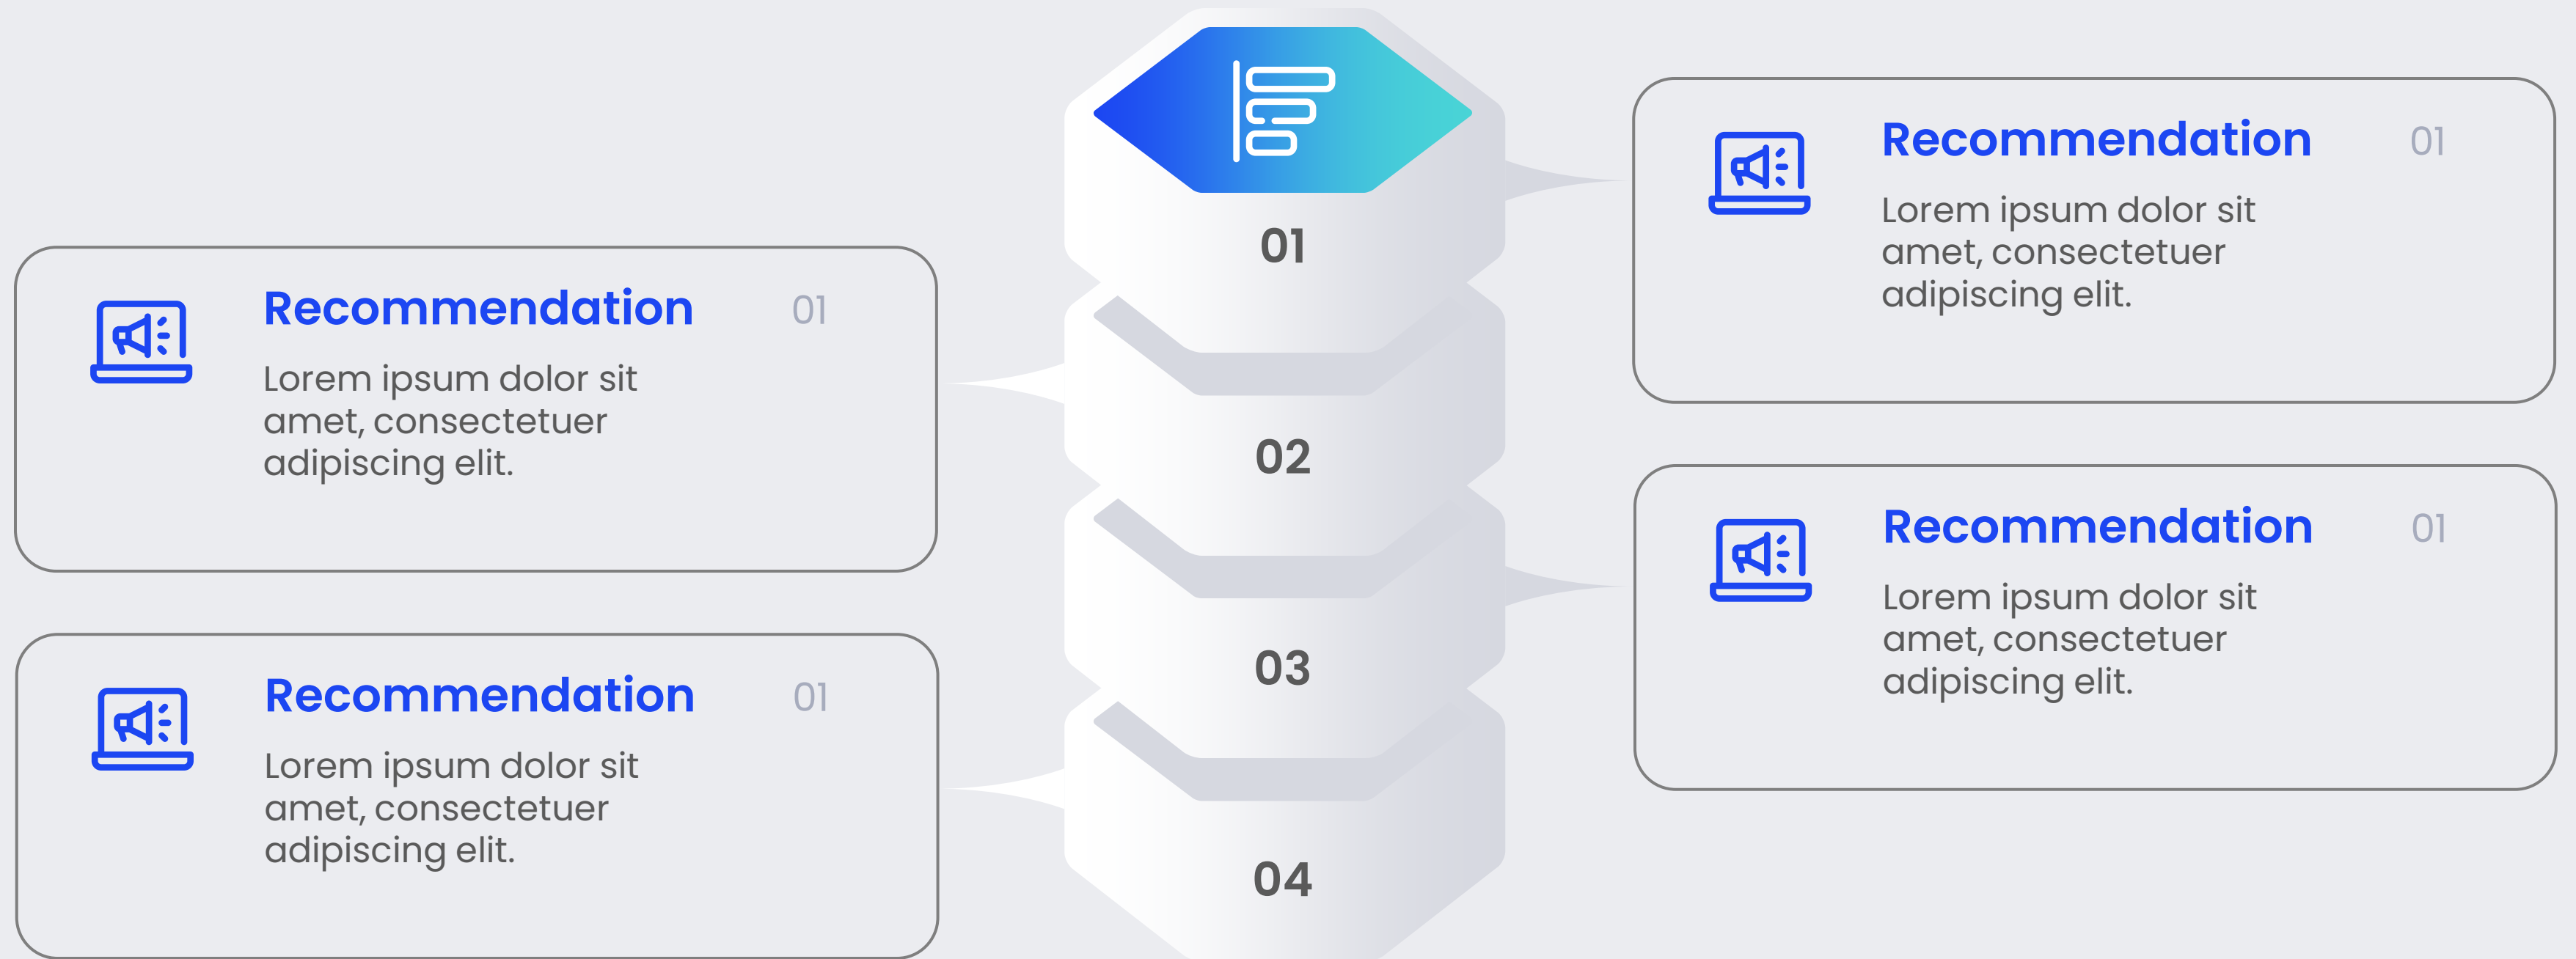 01
Recommendation 01
Lorem ipsum dolor sit
amet, consectetuer
adipiscing elit.
Recommendation 01
Lorem ipsum dolor sit
amet, consectetuer
adipiscing elit.
02
03
Recommendation 01
Lorem ipsum dolor sit
amet, consectetuer
adipiscing elit.
Recommendation 01
Lorem ipsum dolor sit
amet, consectetuer
adipiscing elit.
04